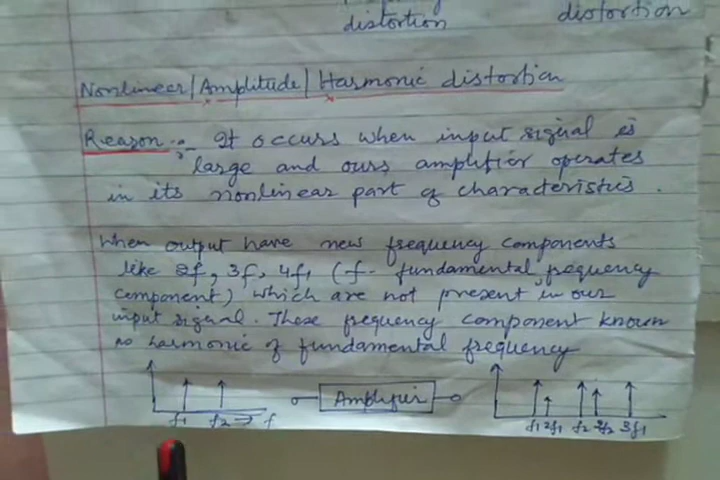 distortion distortion
Nonlineer/Amplitude/Harmonic distortion
Reason :- It occurs when input signal is
large and ours amplifier operates
in its nonlinear part of characteristics.
When output have new frequency components
like 2f, 3f, 4f, (f- fundamental frequency
component) which are not present in our
input signal. These frequency component known
as harmonic of fundamental frequency
f1 f2 → f Amplifier f1 2f1 f2 2f2 3f1